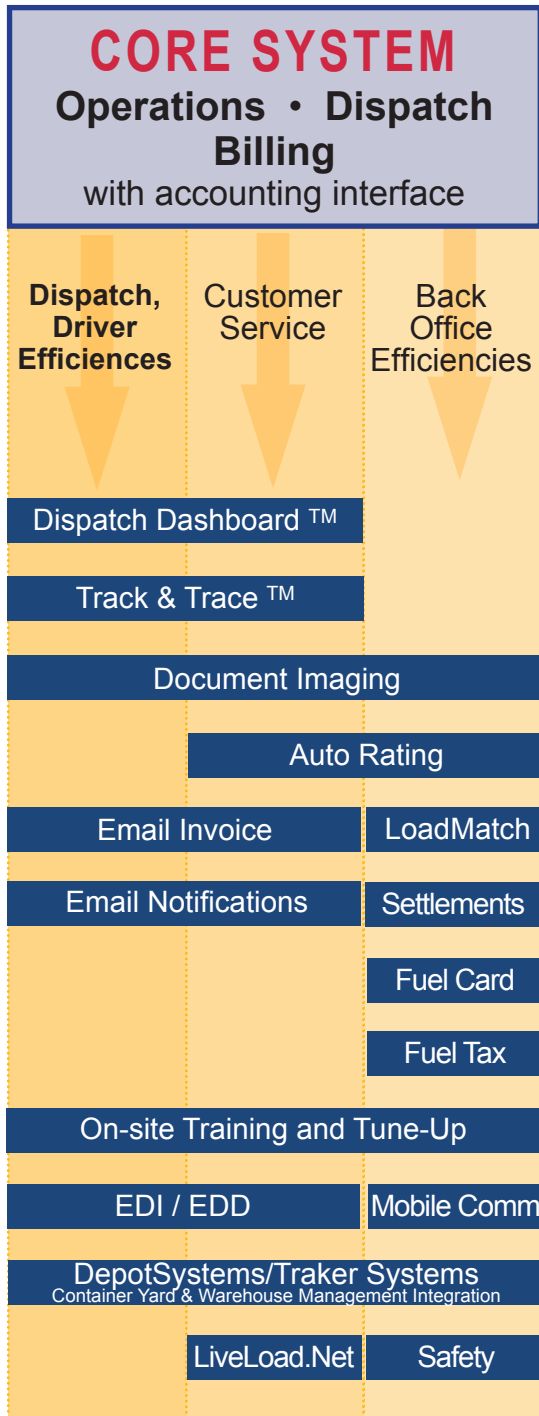 CORE SYSTEM
Operations • Dispatch
Billing
with accounting interface
Dispatch,
Driver
Efficiences
Customer
Service
Back
Office
Efficiencies
Dispatch Dashboard ™
Track & Trace ™
Document Imaging
Auto Rating
Email Invoice
LoadMatch
Email Notifications
Settlements
Fuel Card
Fuel Tax
On-site Training and Tune-Up
EDI / EDD
Mobile Comm
DepotSystems/Traker Systems
Container Yard & Warehouse Management Integration
LiveLoad.Net
Safety